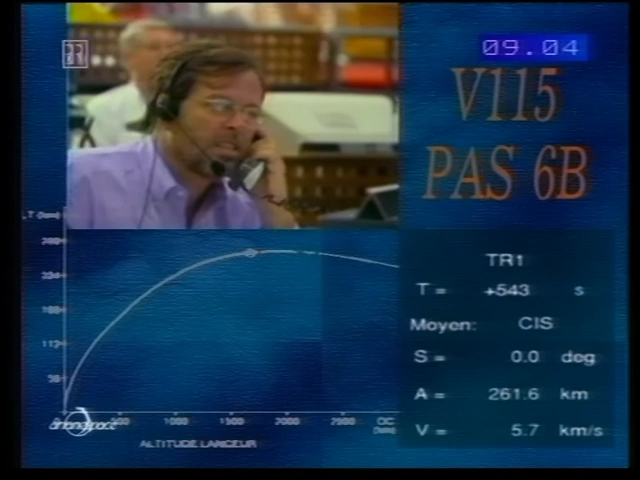 09.04
V115
PAS 6B
TR1
T = +543 s
Moyen: CIS
S = 0.0 deg
A = 261.6 km
V = 5.7 km/s
1000 1500 2000 2500
ALTITUDE LANCEUR
arianespace